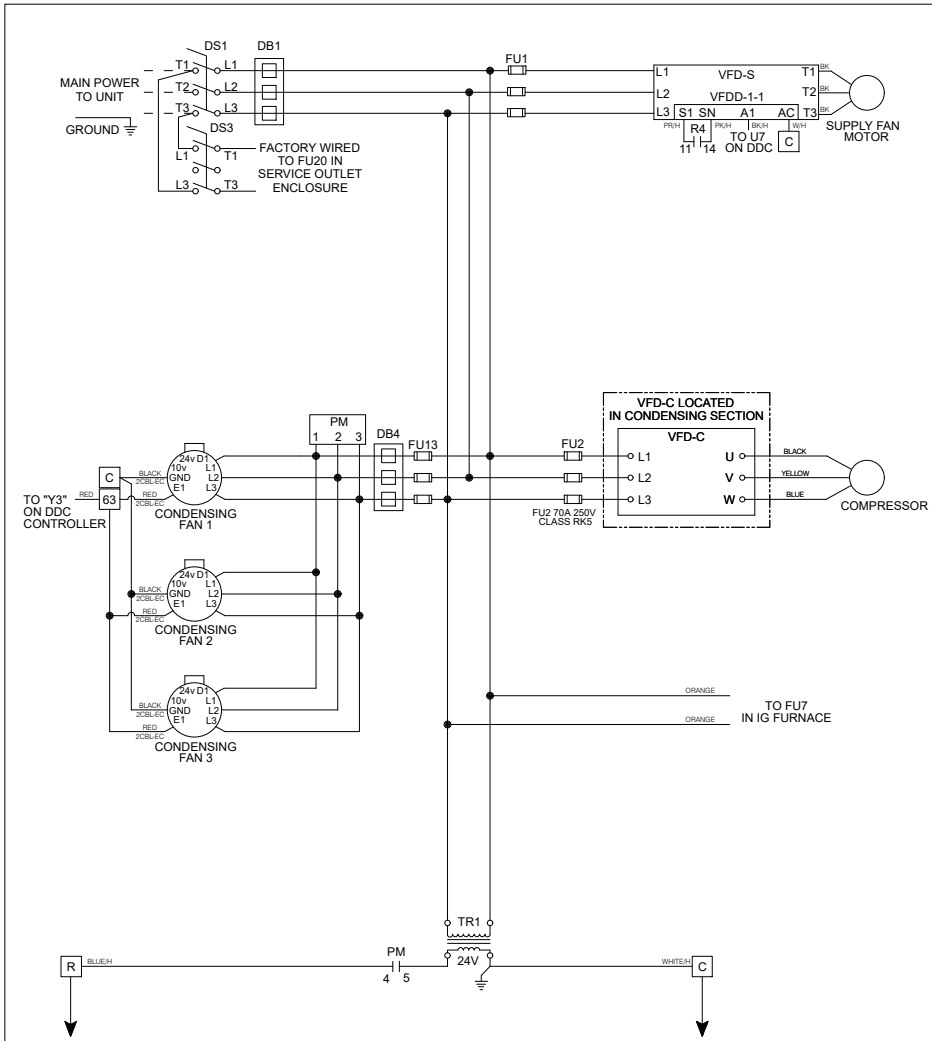 DS1
DB1
FU1
MAIN POWER
TO UNIT
T1
L1
T2
L2
T3
L3
GROUND
DS3
L1
T1
L3
T3
FACTORY WIRED
TO FU20 IN
SERVICE OUTLET
ENCLOSURE
L1
VFD-S
T1
BK
L2
VFDD-1-1
T2
BK
L3
S1 SN A1 AC
T3
BK
PR/H
R4
PK/H
BK/H
W/H
11
14
TO U7
ON DDC
C
SUPPLY FAN
MOTOR
PM
1 2 3
DB4
FU13
FU2
VFD-C LOCATED
IN CONDENSING SECTION
VFD-C
L1
U
BLACK
L2
V
YELLOW
L3
W
BLUE
COMPRESSOR
FU2 70A 250V
CLASS RK5
TO "Y3"
ON DDC
CONTROLLER
RED
C
63
BLACK
2CBL-EC
RED
2CBL-EC
24v D1
10v L1
GND L2
E1 L3
CONDENSING
FAN 1
BLACK
2CBL-EC
RED
2CBL-EC
24v D1
10v L1
GND L2
E1 L3
CONDENSING
FAN 2
BLACK
2CBL-EC
RED
2CBL-EC
24v D1
10v L1
GND L2
E1 L3
CONDENSING
FAN 3
ORANGE
ORANGE
TO FU7
IN IG FURNACE
TR1
24V
R
BLUE/H
PM
4 5
WHITE/H
C